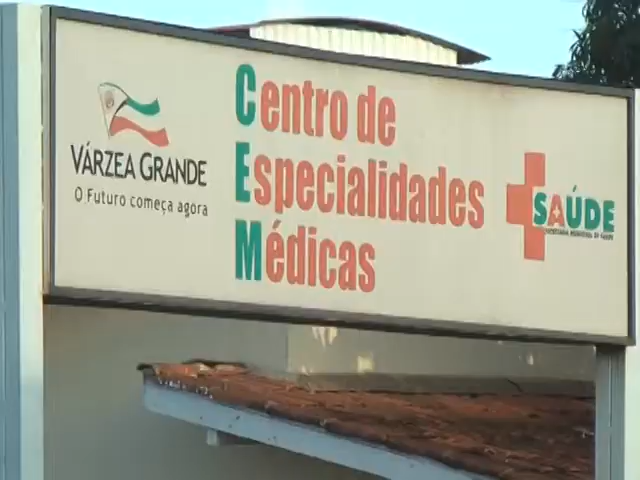 VÁRZEA GRANDE
O Futuro começa agora
Centro de
Especialidades
Médicas
SAÚDE